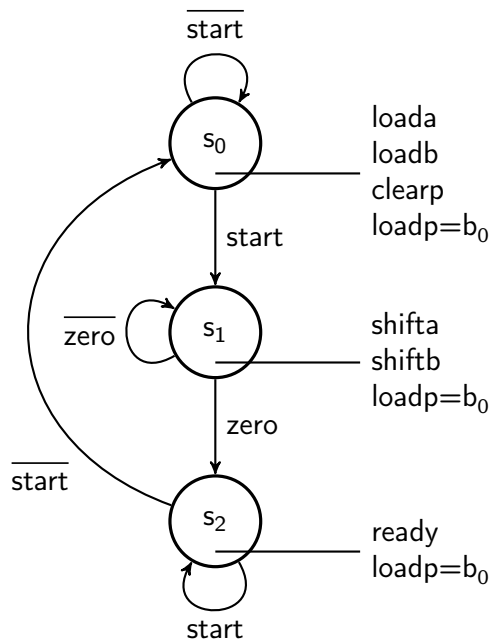 start
s₀
loada
loadb
clearp
loadp=b₀
start
s₁
zero
shifta
shiftb
loadp=b₀
zero
start
s₂
ready
loadp=b₀
start